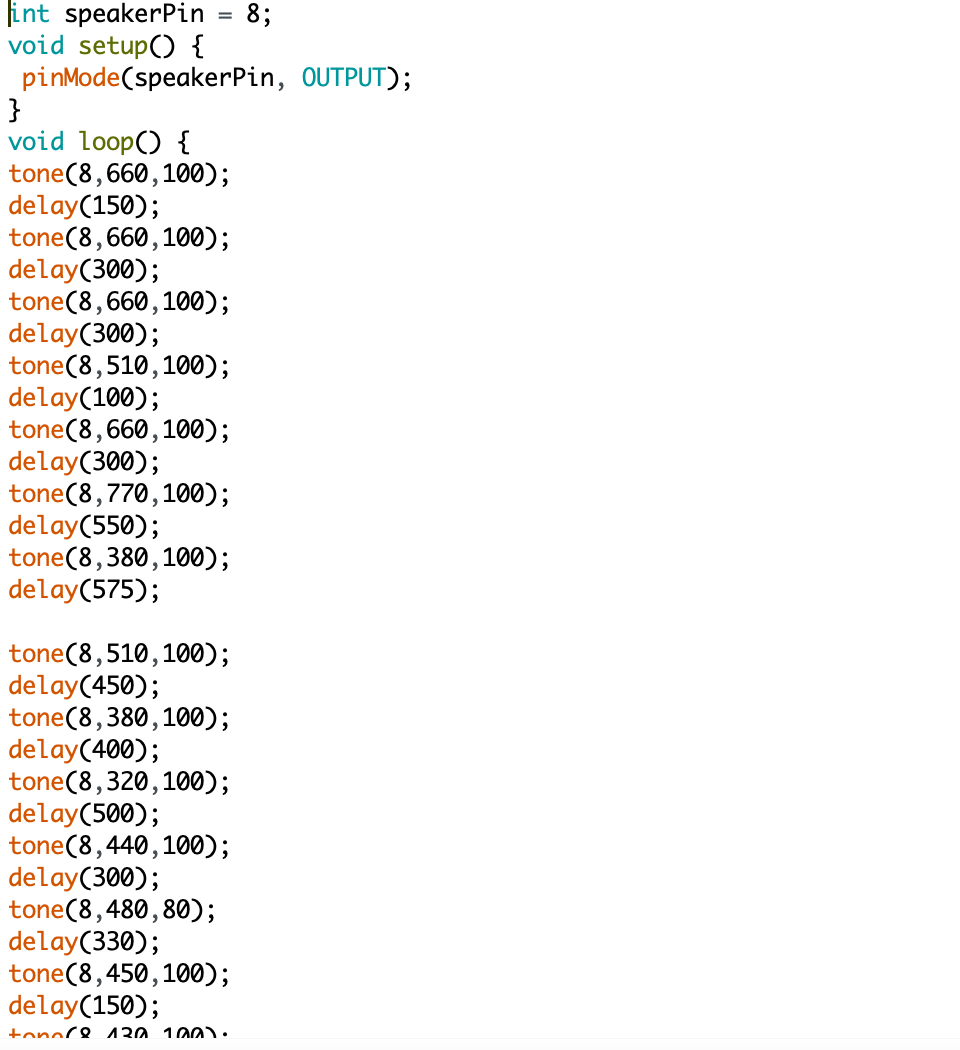 int speakerPin = 8;
void setup() {
 pinMode(speakerPin, OUTPUT);
}
void loop() {
tone(8,660,100);
delay(150);
tone(8,660,100);
delay(300);
tone(8,660,100);
delay(300);
tone(8,510,100);
delay(100);
tone(8,660,100);
delay(300);
tone(8,770,100);
delay(550);
tone(8,380,100);
delay(575);

tone(8,510,100);
delay(450);
tone(8,380,100);
delay(400);
tone(8,320,100);
delay(500);
tone(8,440,100);
delay(300);
tone(8,480,80);
delay(330);
tone(8,450,100);
delay(150);
tone(8,430,100);